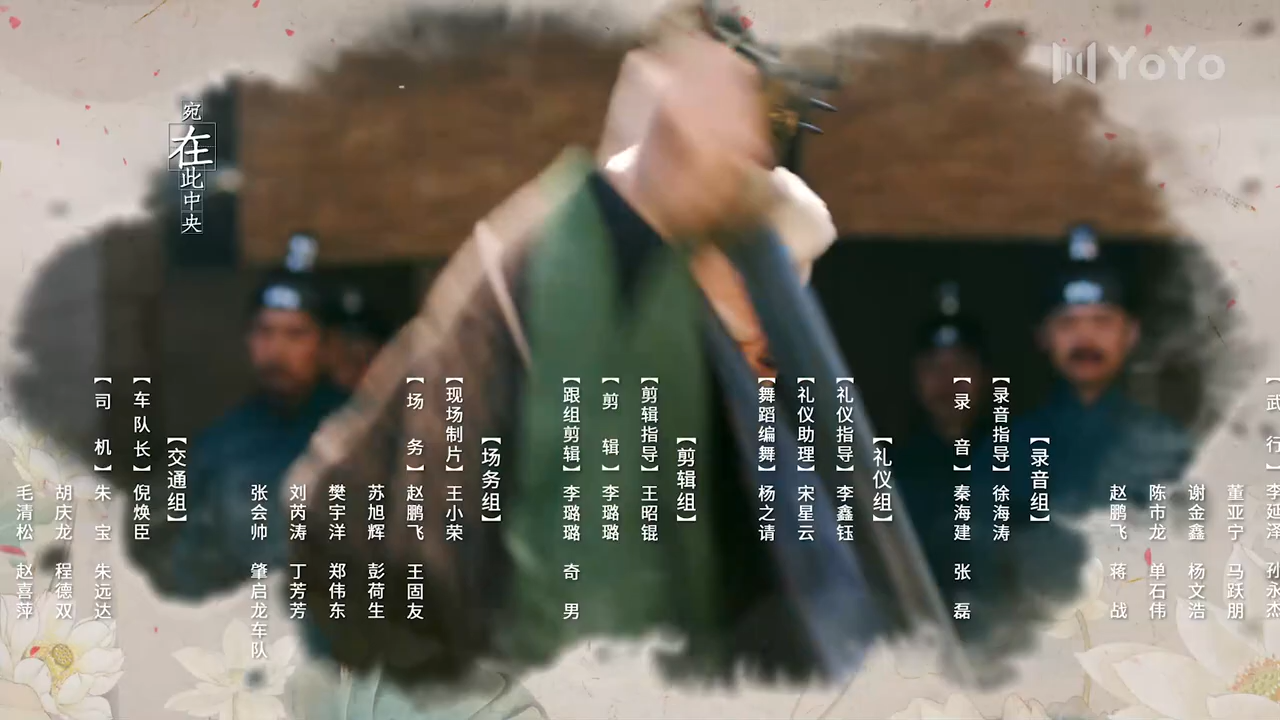 YoYo
宛在此中央
【武 行】李延泽 孙永杰
董亚宁 马跃朋
谢金鑫 杨文浩
陈市龙 单石伟
赵鹏飞 蒋 战
【录音组】
【录音指导】徐海涛
【录 音】秦海建 张 磊
【礼仪组】
【礼仪指导】李鑫钰
【礼仪助理】宋星云
【舞蹈编舞】杨之请
【剪辑组】
【剪辑指导】王昭锟
【剪 辑】李璐璐
【跟组剪辑】李璐璐 奇 男
【场务组】
【现场制片】王小荣
【场 务】赵鹏飞 王固友
苏旭辉 彭荷生
樊宇洋 郑伟东
刘芮涛 丁芳芳
张会帅 肇启龙车队
【交通组】
【车队长】倪焕臣
【司 机】朱 宝 朱远达
胡庆龙 程德双
毛清松 赵喜萍